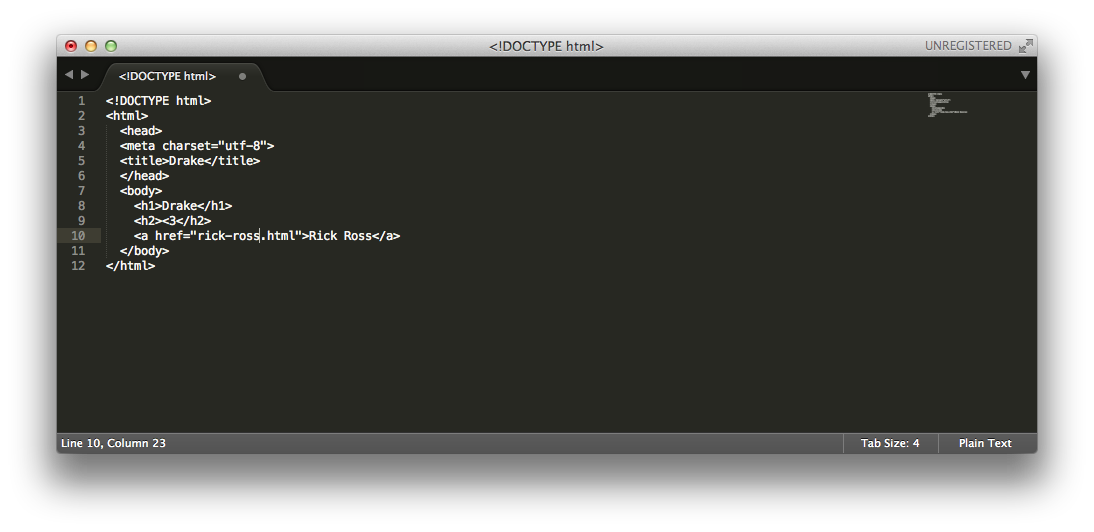 <!DOCTYPE html>
UNREGISTERED
<!DOCTYPE html>
1 <!DOCTYPE html>
2 <html>
3   <head>
4   <meta charset="utf-8">
5   <title>Drake</title>
6   </head>
7   <body>
8     <h1>Drake</h1>
9     <h2><3</h2>
10     <a href="rick-ross.html">Rick Ross</a>
11   </body>
12 </html>
Line 10, Column 23
Tab Size: 4
Plain Text